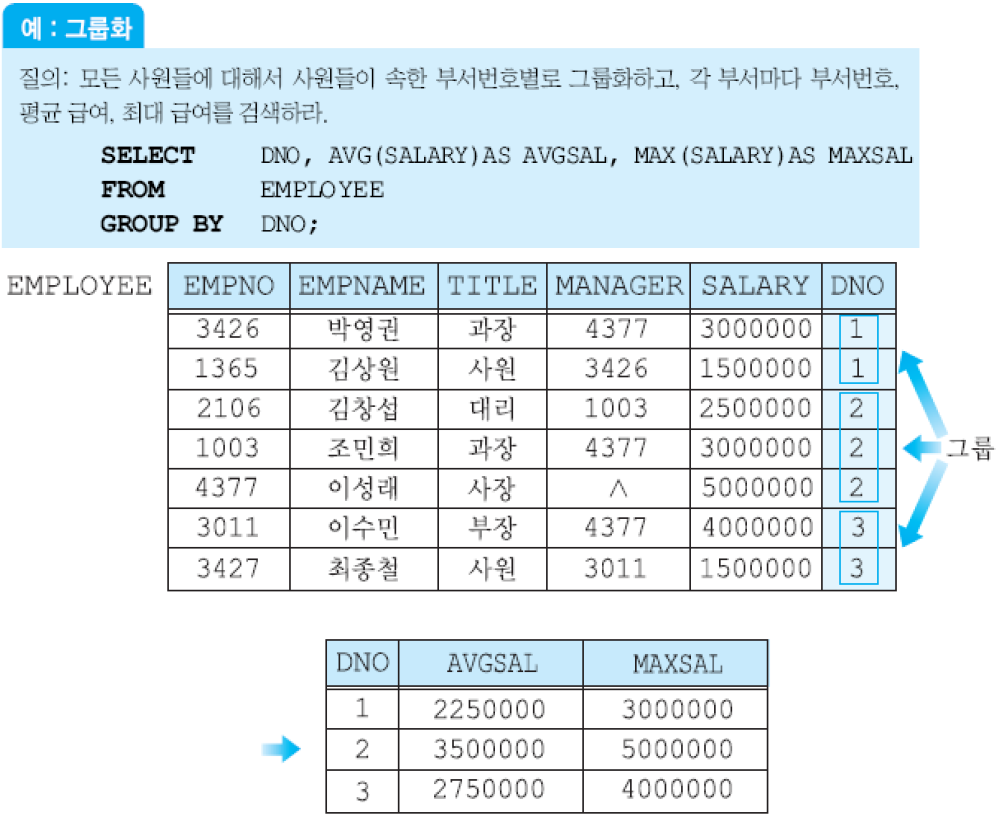 예 : 그룹화
질의: 모든 사원들에 대해서 사원들이 속한 부서번호별로 그룹화하고, 각 부서마다 부서번호,
평균 급여, 최대 급여를 검색하라.
SELECT DNO, AVG(SALARY)AS AVGSAL, MAX(SALARY)AS MAXSAL
FROM EMPLOYEE
GROUP BY DNO;
EMPLOYEE EMPNO EMPNAME TITLE MANAGER SALARY DNO
3426 박영권 과장 4377 3000000 1
1365 김상원 사원 3426 1500000 1
2106 김창섭 대리 1003 2500000 2
1003 조민희 과장 4377 3000000 2
그룹
4377 이성래 사장 ∧ 5000000 2
3011 이수민 부장 4377 4000000 3
3427 최종철 사원 3011 1500000 3
DNO AVGSAL MAXSAL
1 2250000 3000000
2 3500000 5000000
3 2750000 4000000